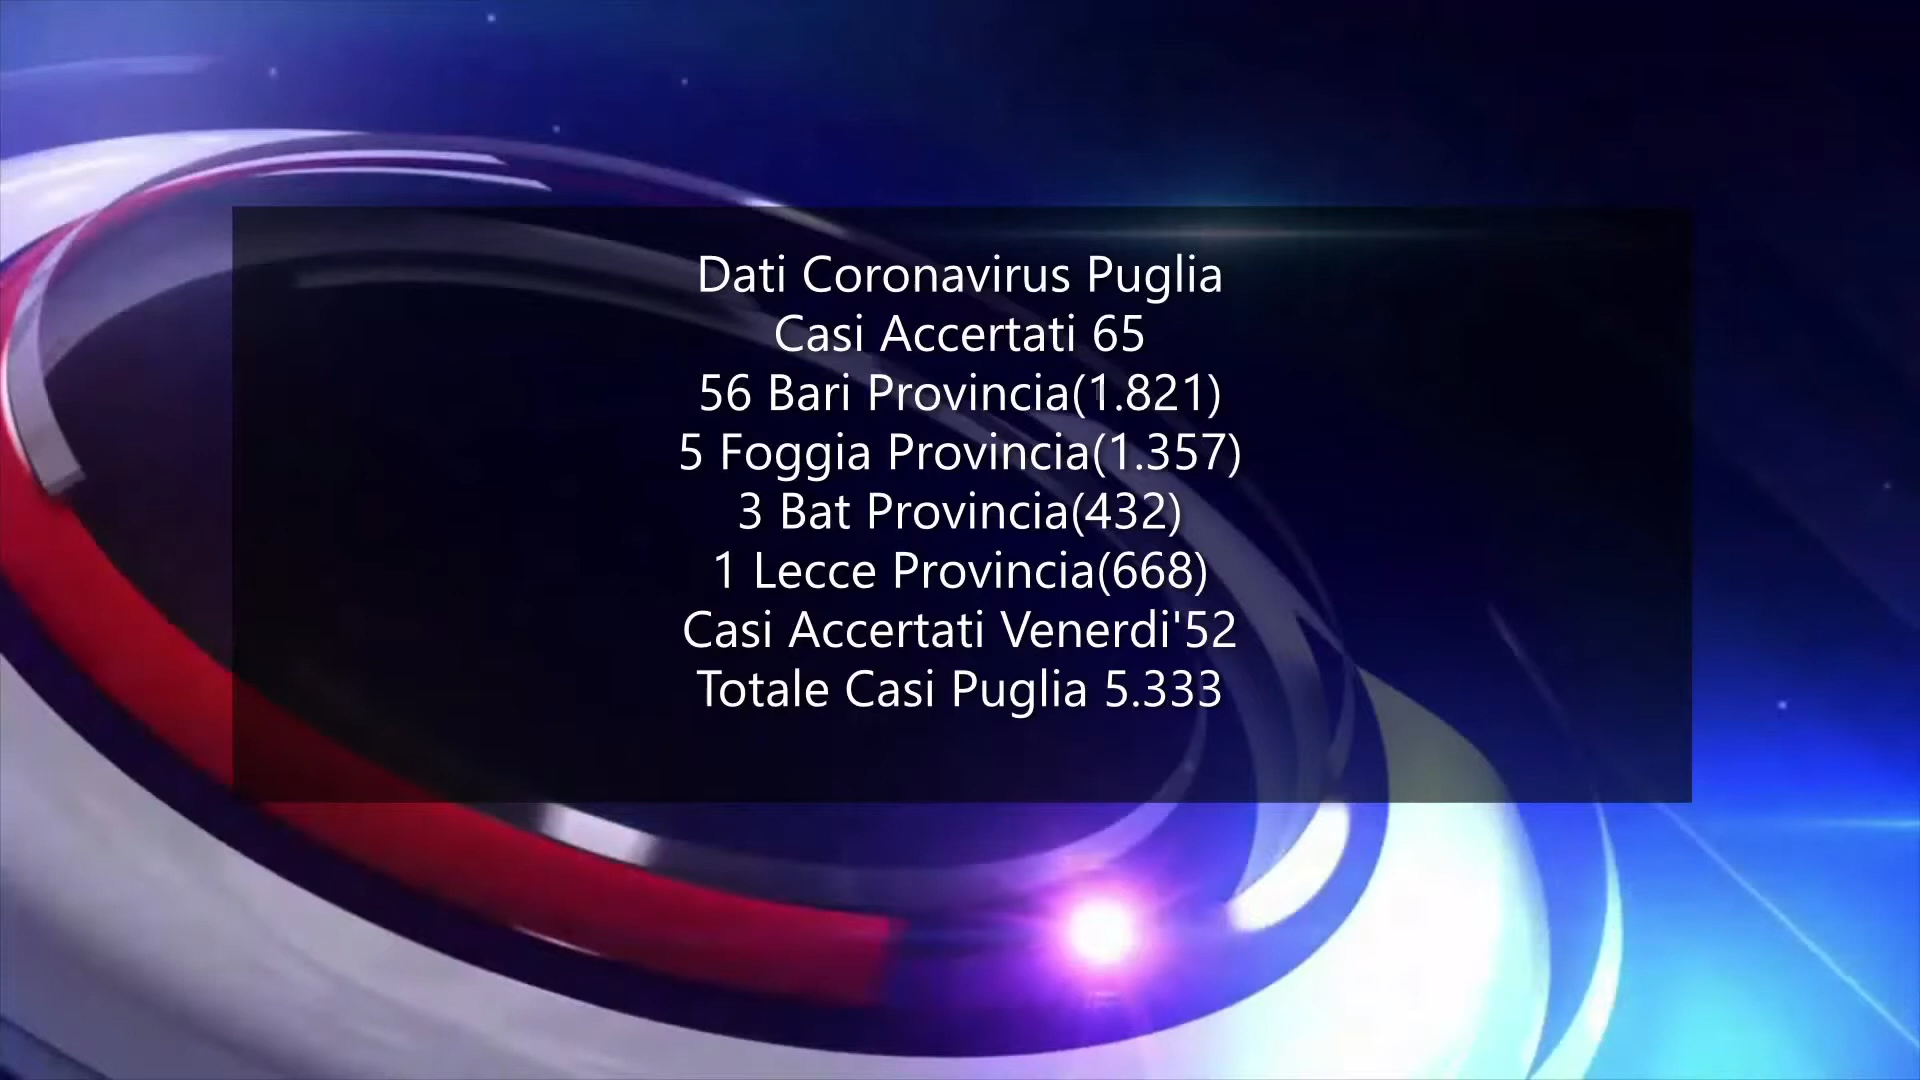 Dati Coronavirus Puglia
Casi Accertati 65
56 Bari Provincia(1.821)
5 Foggia Provincia(1.357)
3 Bat Provincia(432)
1 Lecce Provincia(668)
Casi Accertati Venerdi'52
Totale Casi Puglia 5.333